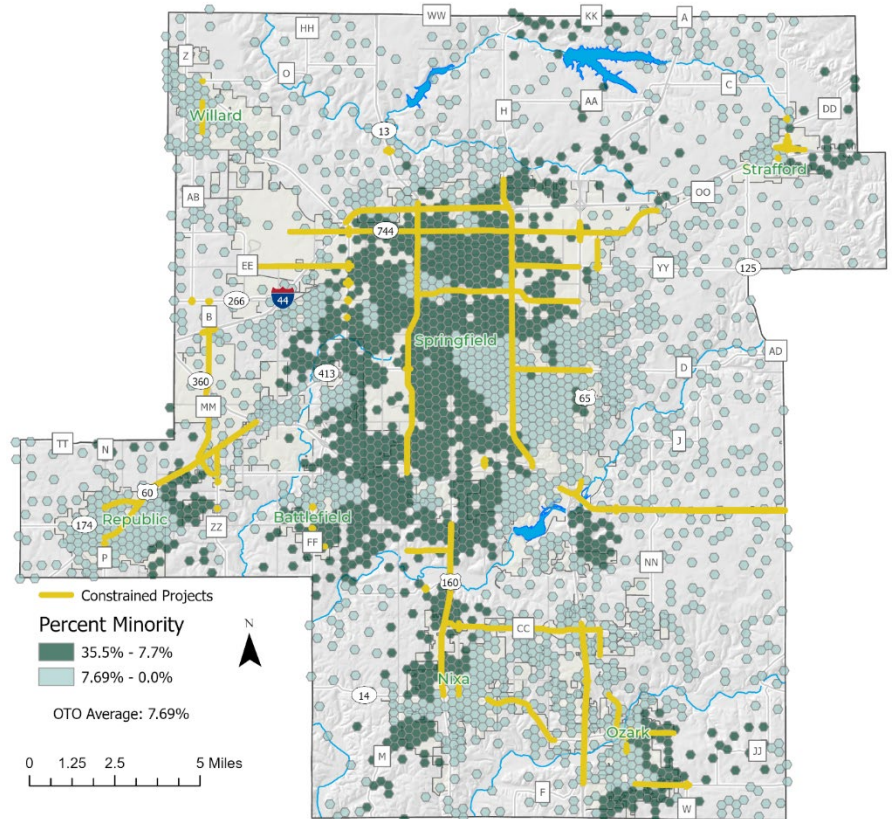 WW
KK
A
HH
Z
O
C
H
AA
DD
Willard
13
Strafford
OO
AB
744
EE
YY
125
266
44
B
Springfield
AD
413
D
360
65
MM
J
TT
N
60
174
Republic
ZZ
Battlefield
FF
P
NN
160
CC
Nixa
14
Ozark
M
JJ
F
W
Constrained Projects
N
Percent Minority
35.5% - 7.7%
7.69% - 0.0%
OTO Average: 7.69%
0 1.25 2.5 5 Miles